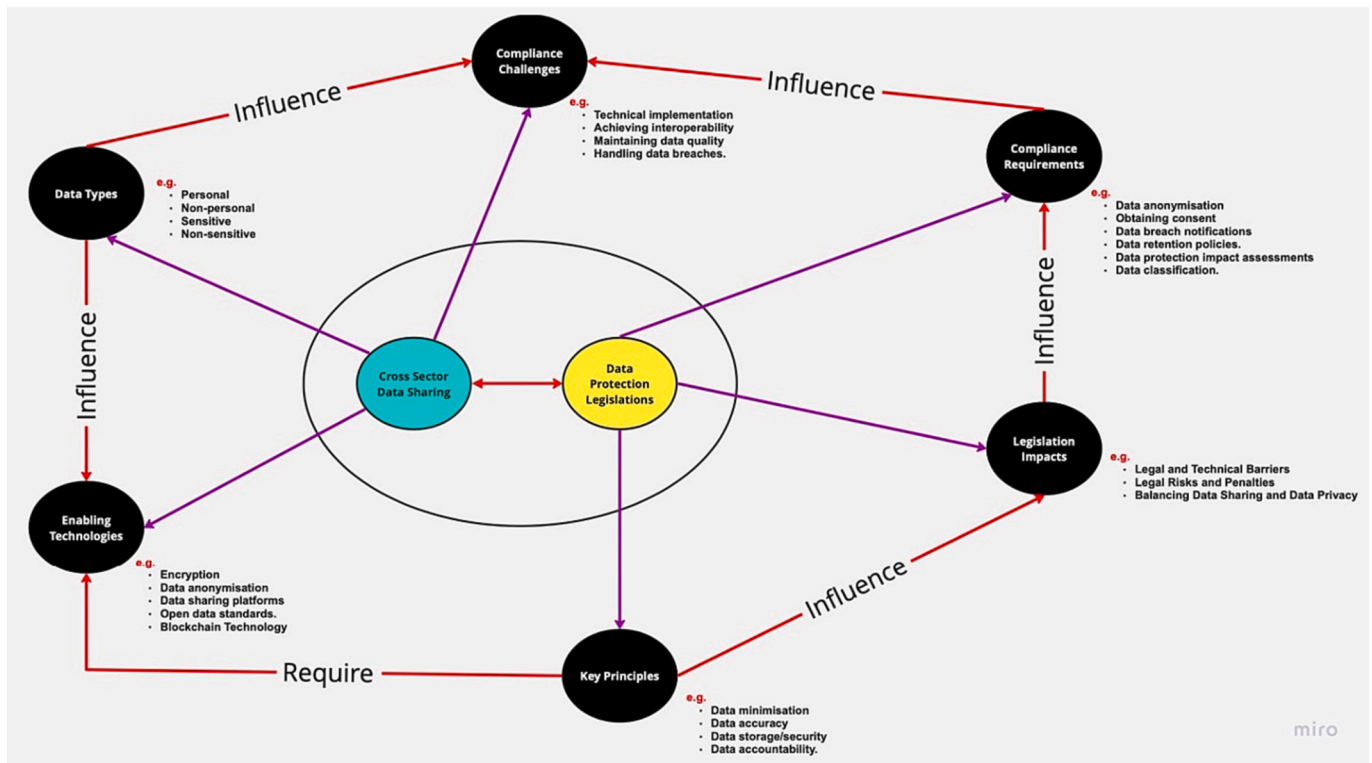 Compliance
Challenges
e.g.
· Technical implementation
· Achieving interoperability
· Maintaining data quality
· Handling data breaches.
Influence
Influence
Data Types
e.g.
· Personal
· Non-personal
· Sensitive
· Non-sensitive
Compliance
Requirements
e.g.
· Data anonymisation
· Obtaining consent
· Data breach notifications
· Data retention policies.
· Data protection impact assessments
· Data classification.
Influence
Influence
Cross Sector
Data Sharing
Data
Protection
Legislations
Legislation
Impacts
e.g.
· Legal and Technical Barriers
· Legal Risks and Penalties
· Balancing Data Sharing and Data Privacy
Enabling
Technologies
e.g.
· Encryption
· Data anonymisation
· Data sharing platforms
· Open data standards.
· Blockchain Technology
Influence
Require
Key Principles
e.g.
· Data minimisation
· Data accuracy
· Data storage/security
· Data accountability.
miro